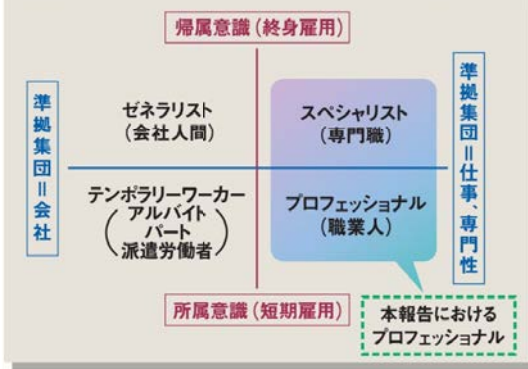 帰属意識(終身雇用)
準拠集団=会社
ゼネラリスト
(会社人間)
スペシャリスト
(専門職)
準拠集団=仕事、専門性
テンポラリーワーカー
(アルバイト
パート
派遣労働者)
プロフェッショナル
(職業人)
所属意識(短期雇用)
本報告における
プロフェッショナル